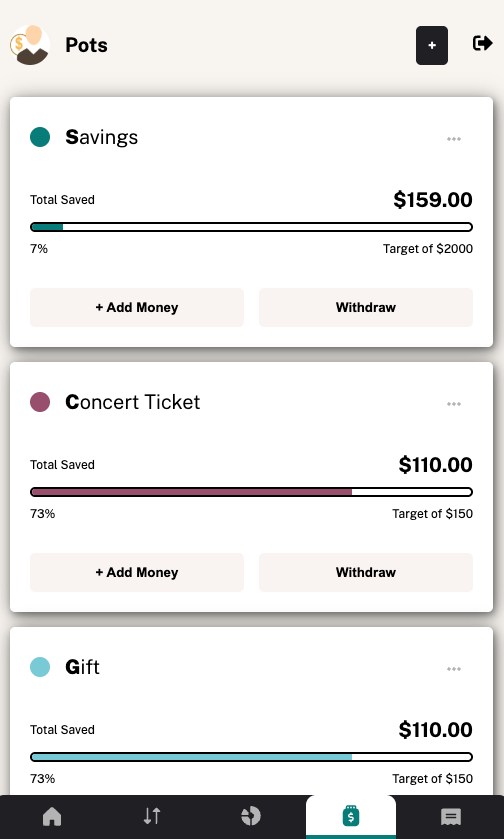 Pots
+
Savings
Total Saved $159.00
7% Target of $2000
+ Add Money Withdraw
Concert Ticket
Total Saved $110.00
73% Target of $150
+ Add Money Withdraw
Gift
Total Saved $110.00
73% Target of $150